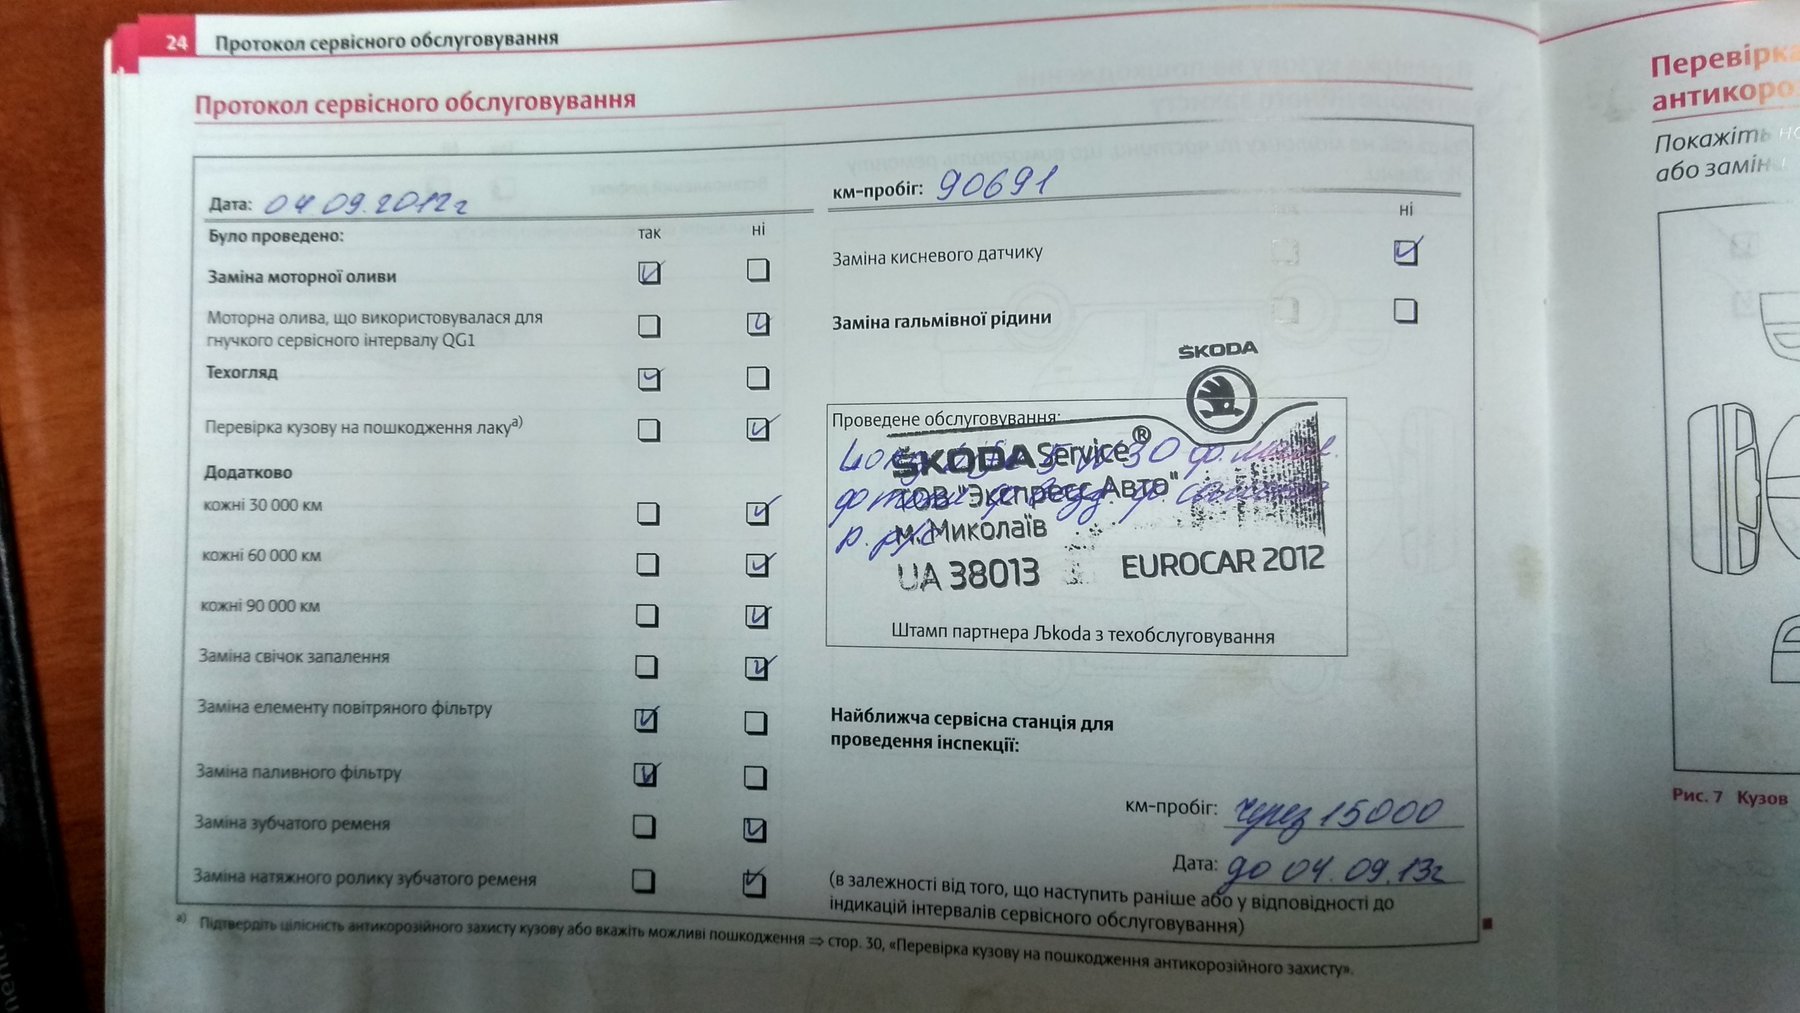 24 Протокол сервісного обслуговування
Протокол сервісного обслуговування
Дата: 04.09.2012г
Було проведено: так ні
Заміна моторної оливи
Моторна олива, що використовувалася для
гнучкого сервісного інтервалу QG1
Техогляд
Перевірка кузову на пошкодження лаку а)
Додатково
кожні 30 000 км
кожні 60 000 км
кожні 90 000 км
Заміна свічок запалення
Заміна елементу повітряного фільтру
Заміна паливного фільтру
Заміна зубчатого ременя
Заміна натяжного ролику зубчатого ременя
км-пробіг: 90691
ні
Заміна кисневого датчику
Заміна гальмівної рідини
ŠKODA
Проведене обслуговування:
ŠKODA Service®
ТОВ "Экспресс Авто"
м. Миколаїв
UA 38013 EUROCAR 2012
Штамп партнера Љkoda з техобслуговування
Найближча сервісна станція для
проведення інспекції:
км-пробіг: через 15000
Дата: до 04.09.13г
(в залежності від того, що наступить раніше або у відповідності до
індикацій інтервалів сервісного обслуговування)
а) Підтвердіть цілісність антикорозійного захисту кузову або вкажіть можливі пошкодження ⇒ стор. 30, «Перевірка кузову на пошкодження антикорозійного захисту».
Перевірка
антикоро
Покажіть
або замін
Рис. 7 Кузов